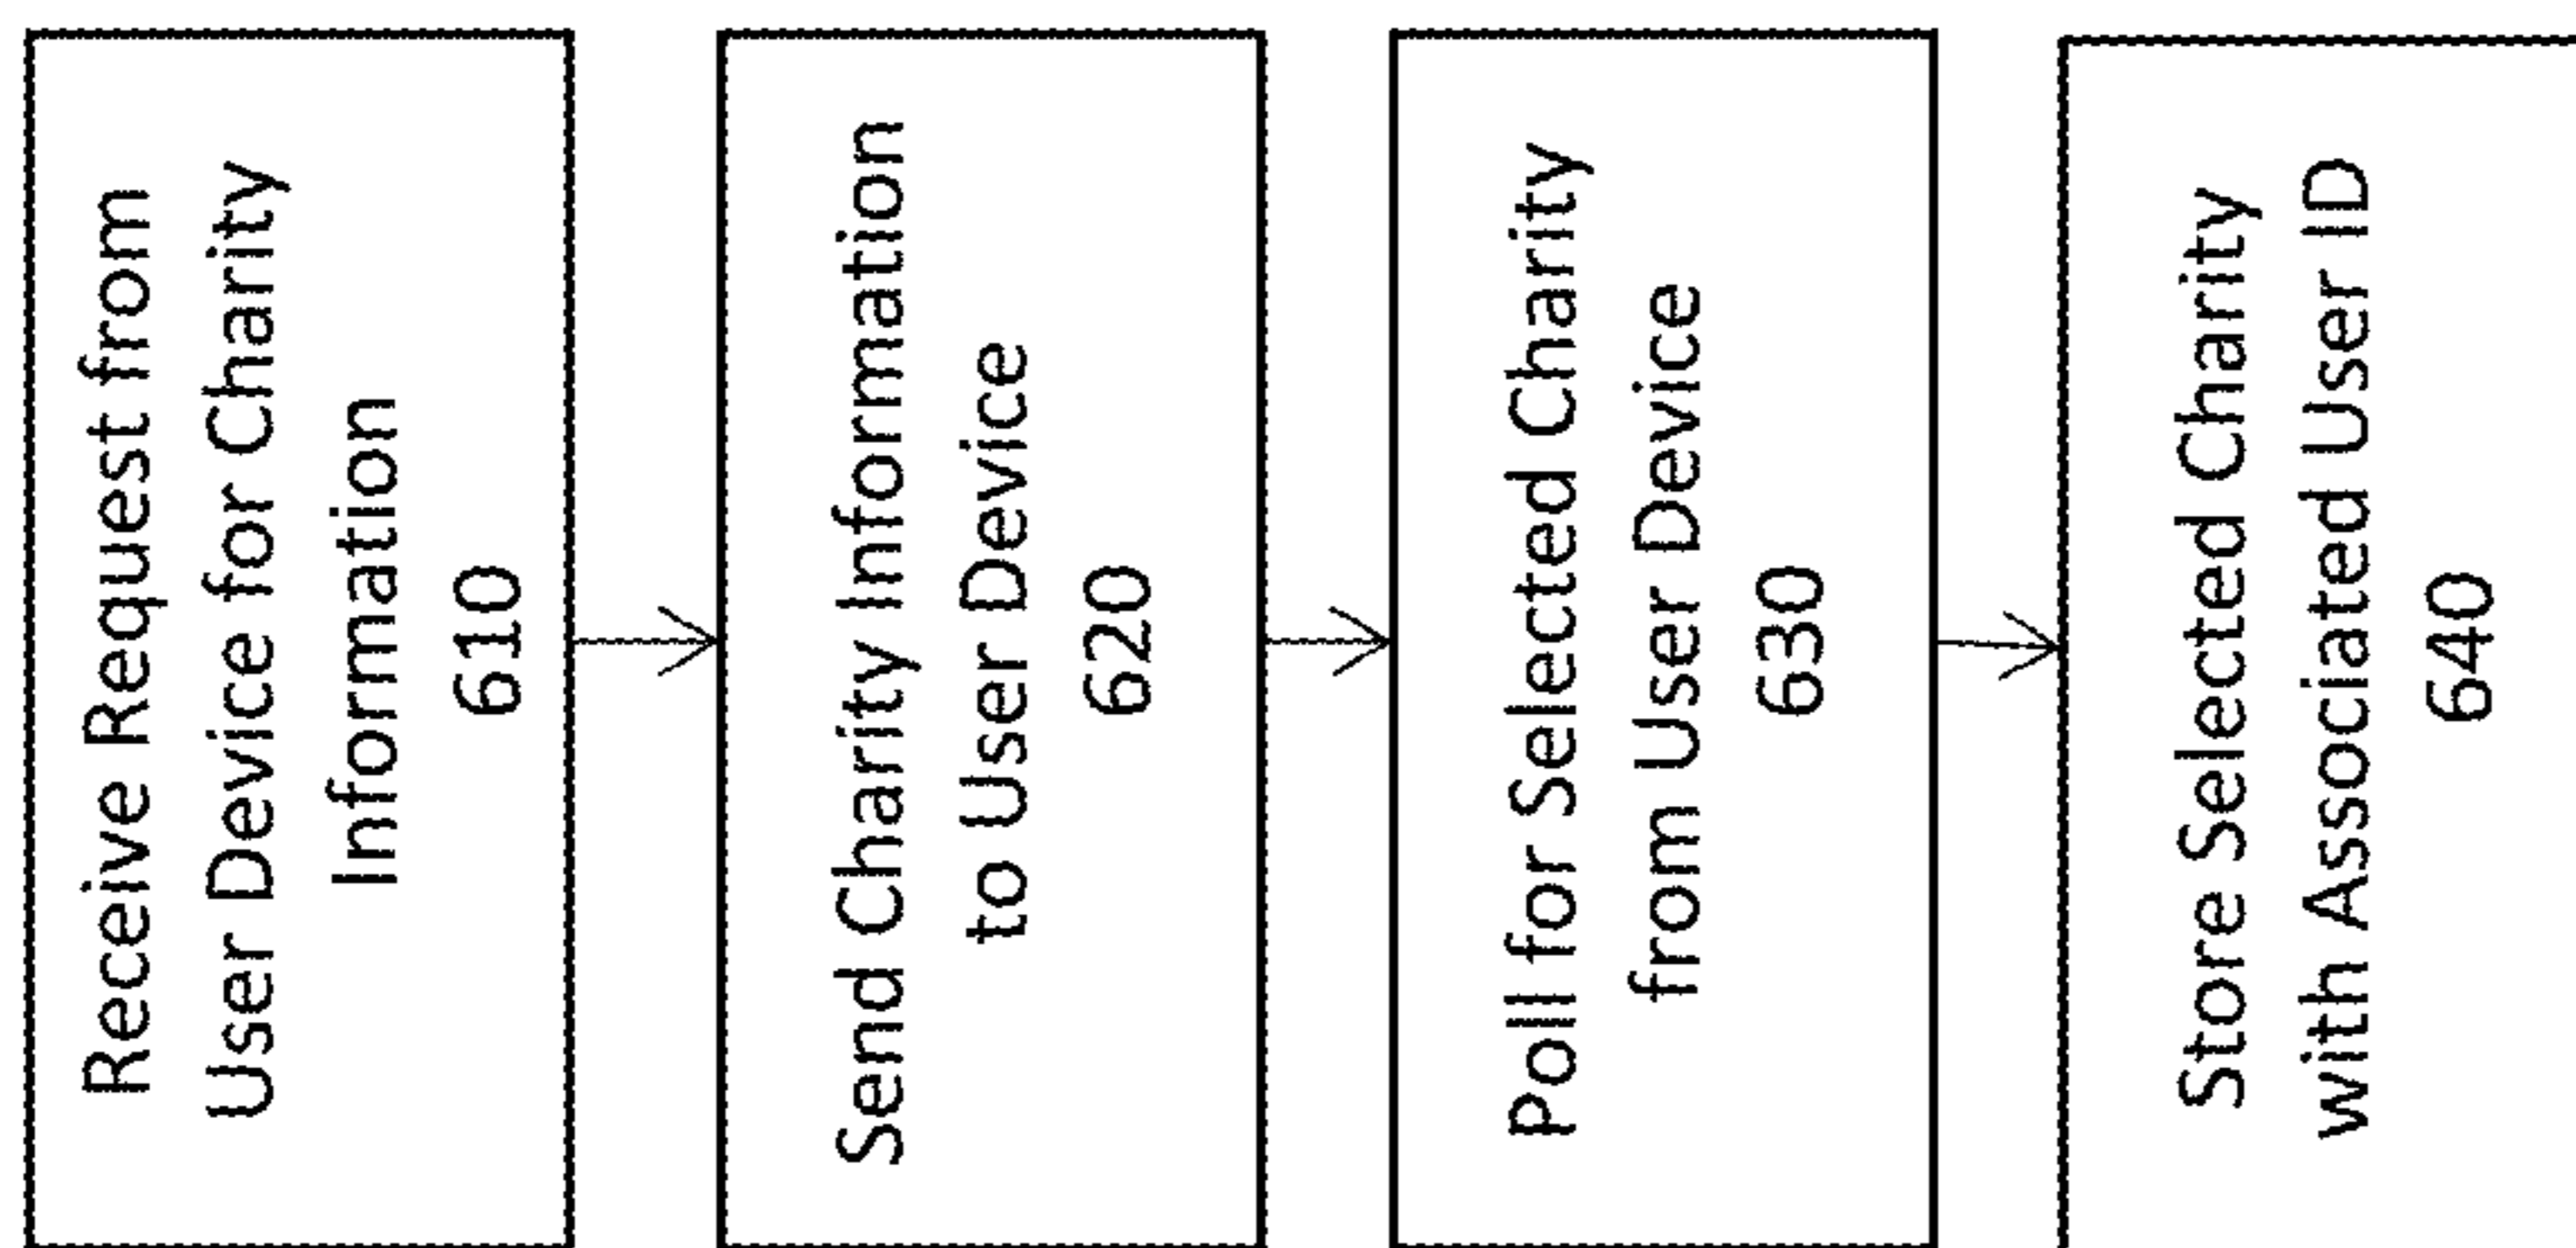 Receive Request from
User Device for Charity
Information
610
Send Charity Information
to User Device
620
Poll for Selected Charity
from User Device
630
Store Selected Charity
with Associated User ID
640